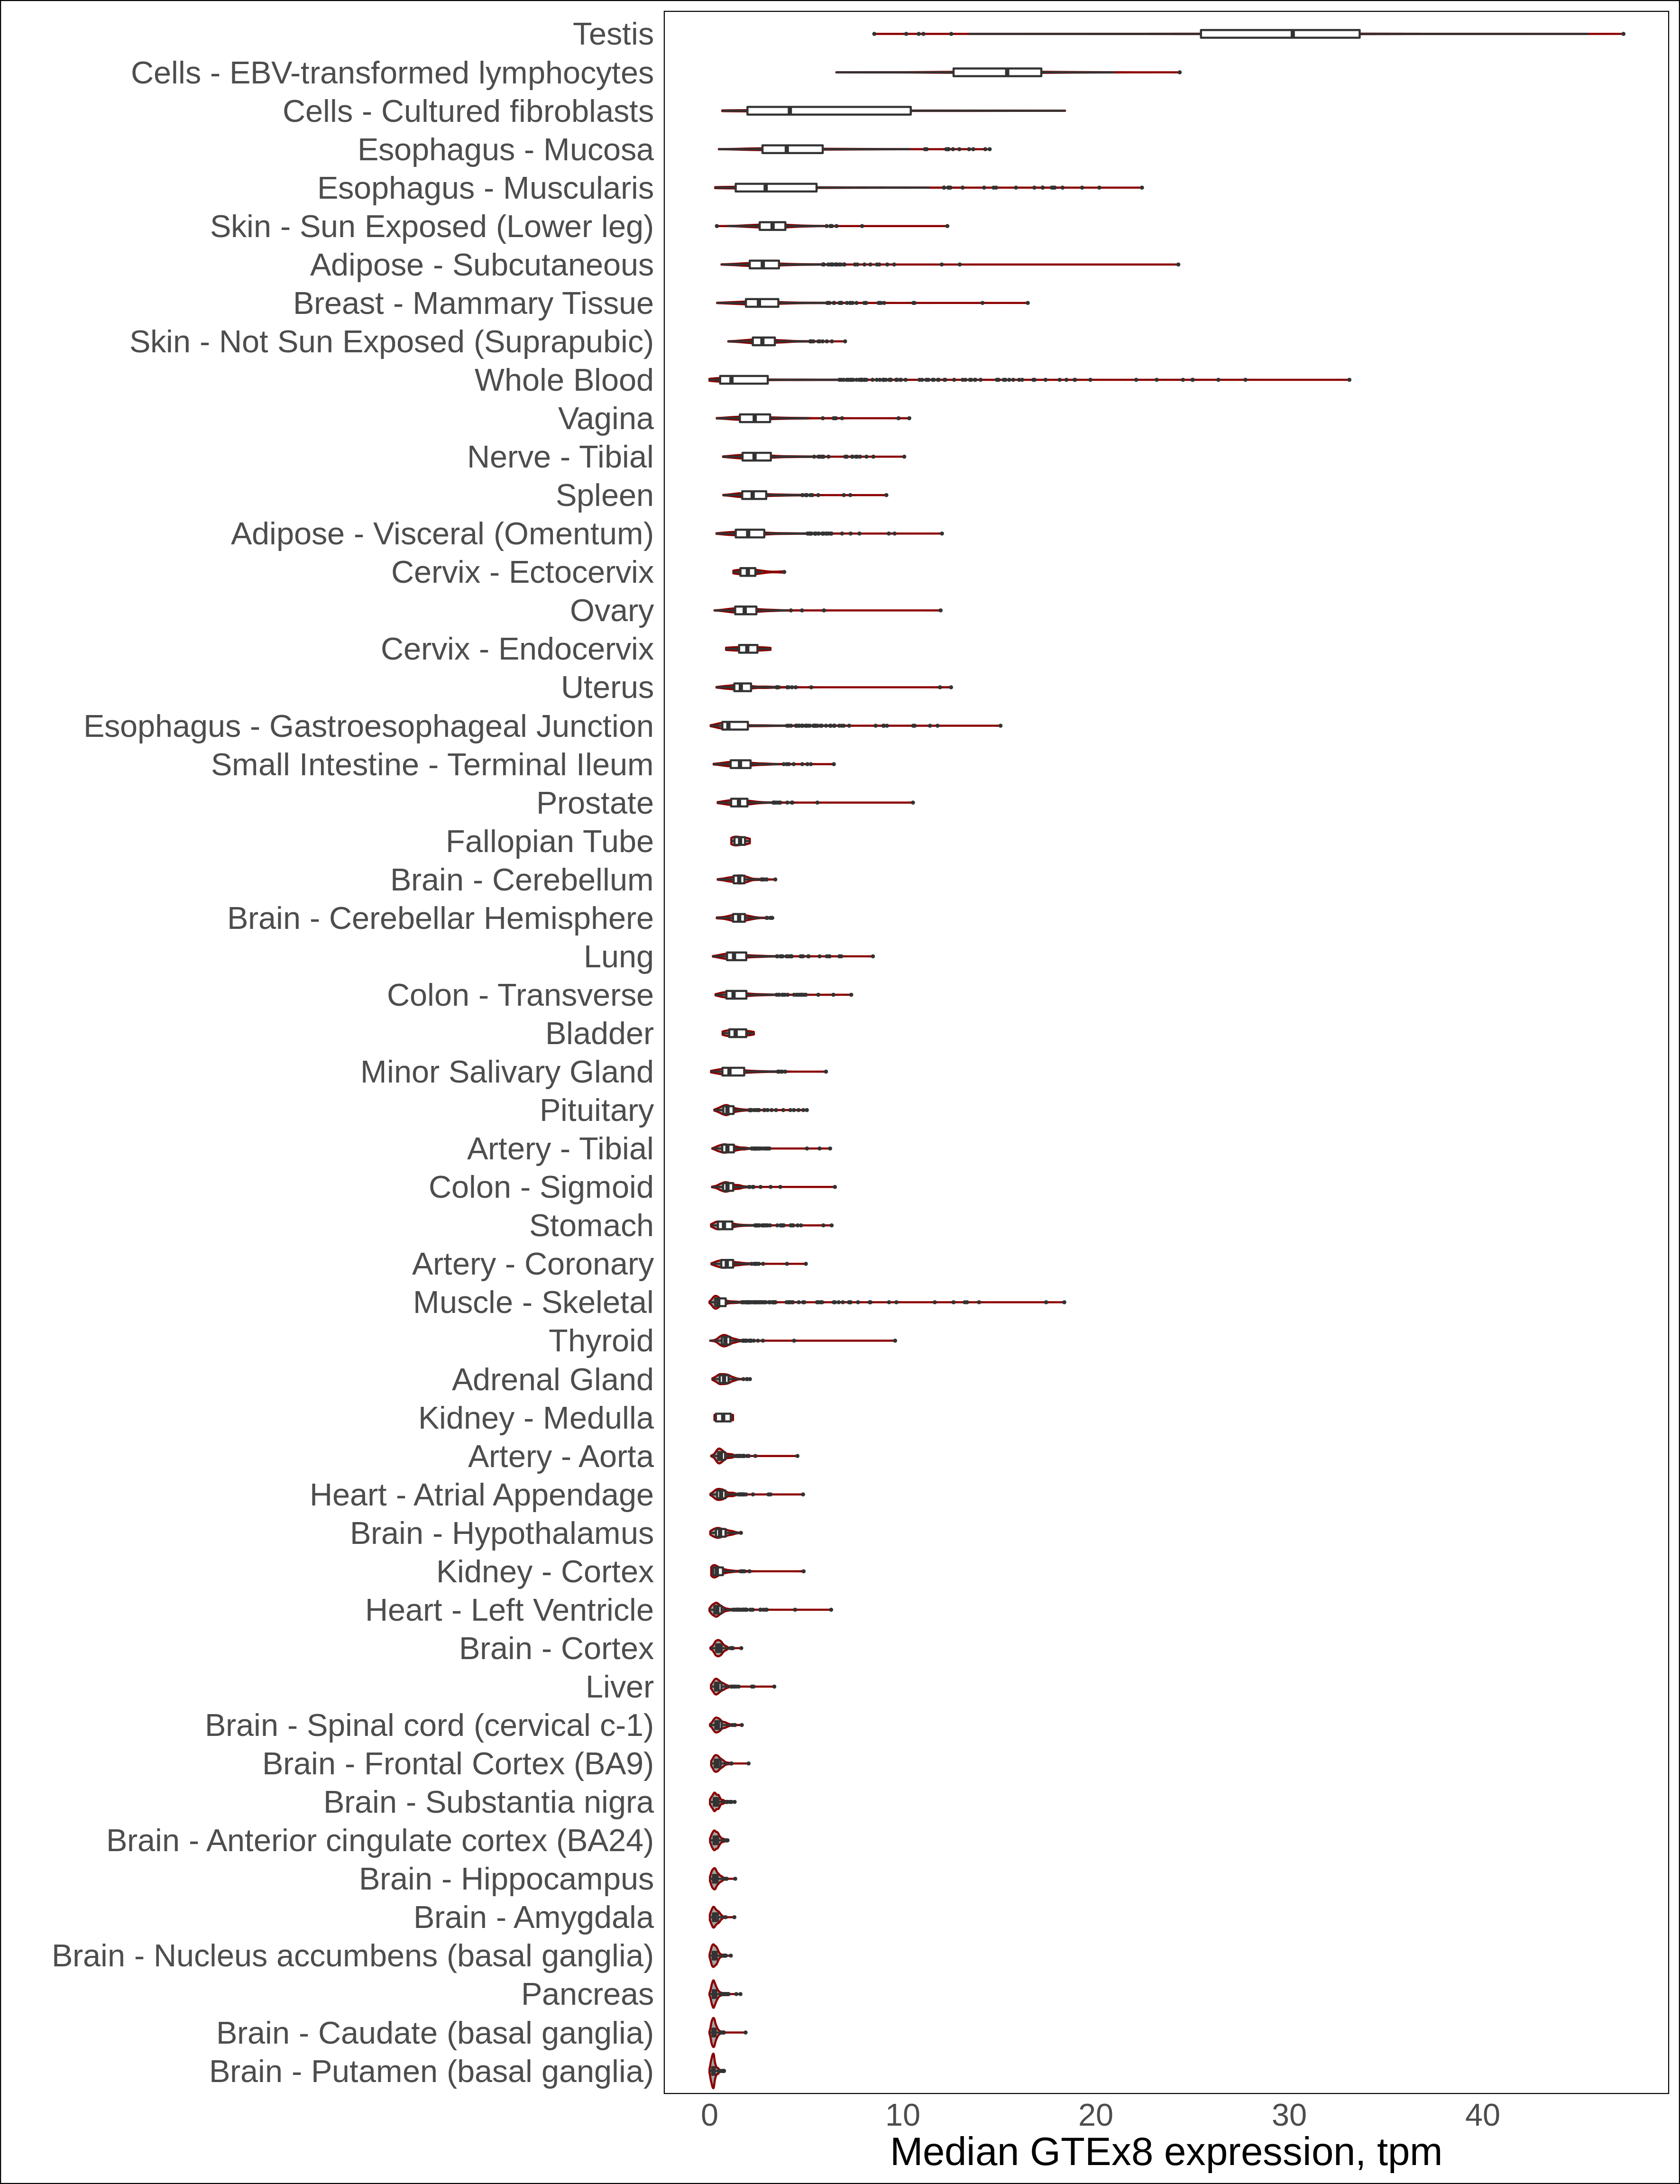 Testis
Cells - EBV-transformed lymphocytes
Cells - Cultured fibroblasts
Esophagus - Mucosa
Esophagus - Muscularis
Skin - Sun Exposed (Lower leg)
Adipose - Subcutaneous
Breast - Mammary Tissue
Skin - Not Sun Exposed (Suprapubic)
Whole Blood
Vagina
Nerve - Tibial
Spleen
Adipose - Visceral (Omentum)
Cervix - Ectocervix
Ovary
Cervix - Endocervix
Uterus
Esophagus - Gastroesophageal Junction
Small Intestine - Terminal Ileum
Prostate
Fallopian Tube
Brain - Cerebellum
Brain - Cerebellar Hemisphere
Lung
Colon - Transverse
Bladder
Minor Salivary Gland
Pituitary
Artery - Tibial
Colon - Sigmoid
Stomach
Artery - Coronary
Muscle - Skeletal
Thyroid
Adrenal Gland
Kidney - Medulla
Artery - Aorta
Heart - Atrial Appendage
Brain - Hypothalamus
Kidney - Cortex
Heart - Left Ventricle
Brain - Cortex
Liver
Brain - Spinal cord (cervical c-1)
Brain - Frontal Cortex (BA9)
Brain - Substantia nigra
Brain - Anterior cingulate cortex (BA24)
Brain - Hippocampus
Brain - Amygdala
Brain - Nucleus accumbens (basal ganglia)
Pancreas
Brain - Caudate (basal ganglia)
Brain - Putamen (basal ganglia)
0 10 20 30 40
Median GTEx8 expression, tpm